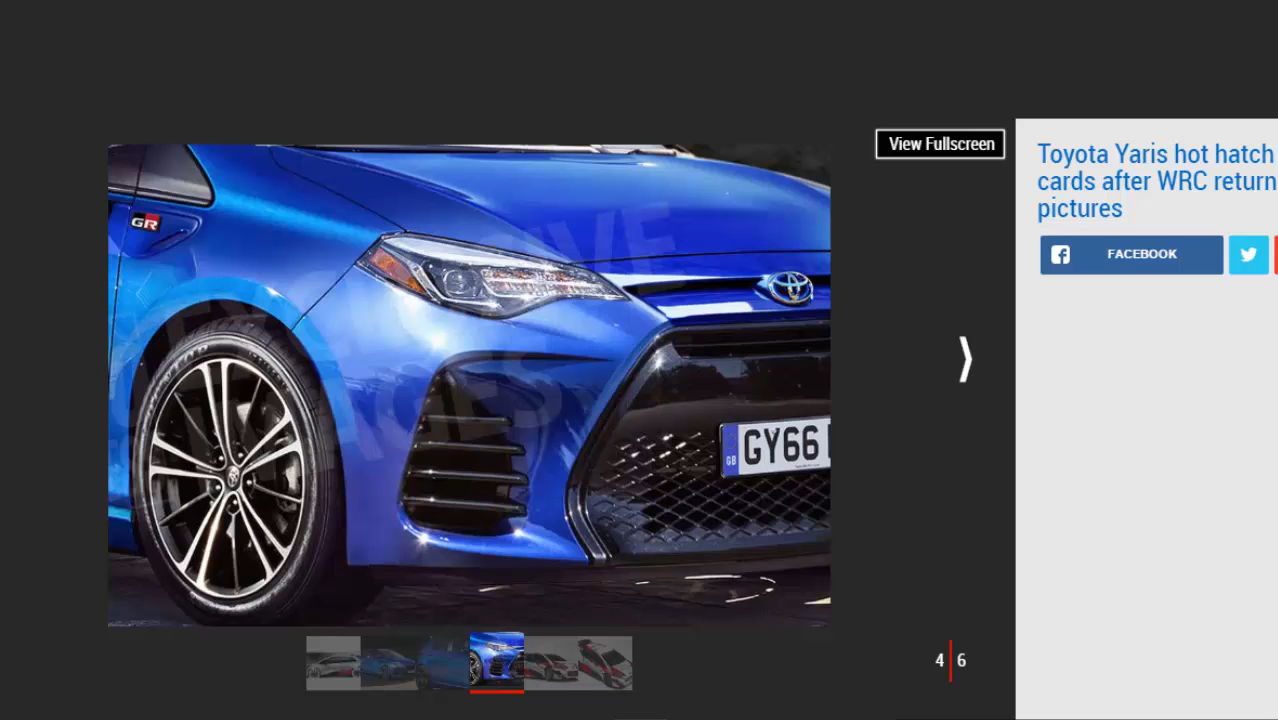 View Fullscreen
Toyota Yaris hot hatch
cards after WRC return
pictures
FACEBOOK
GR
GB
GY66
4 6